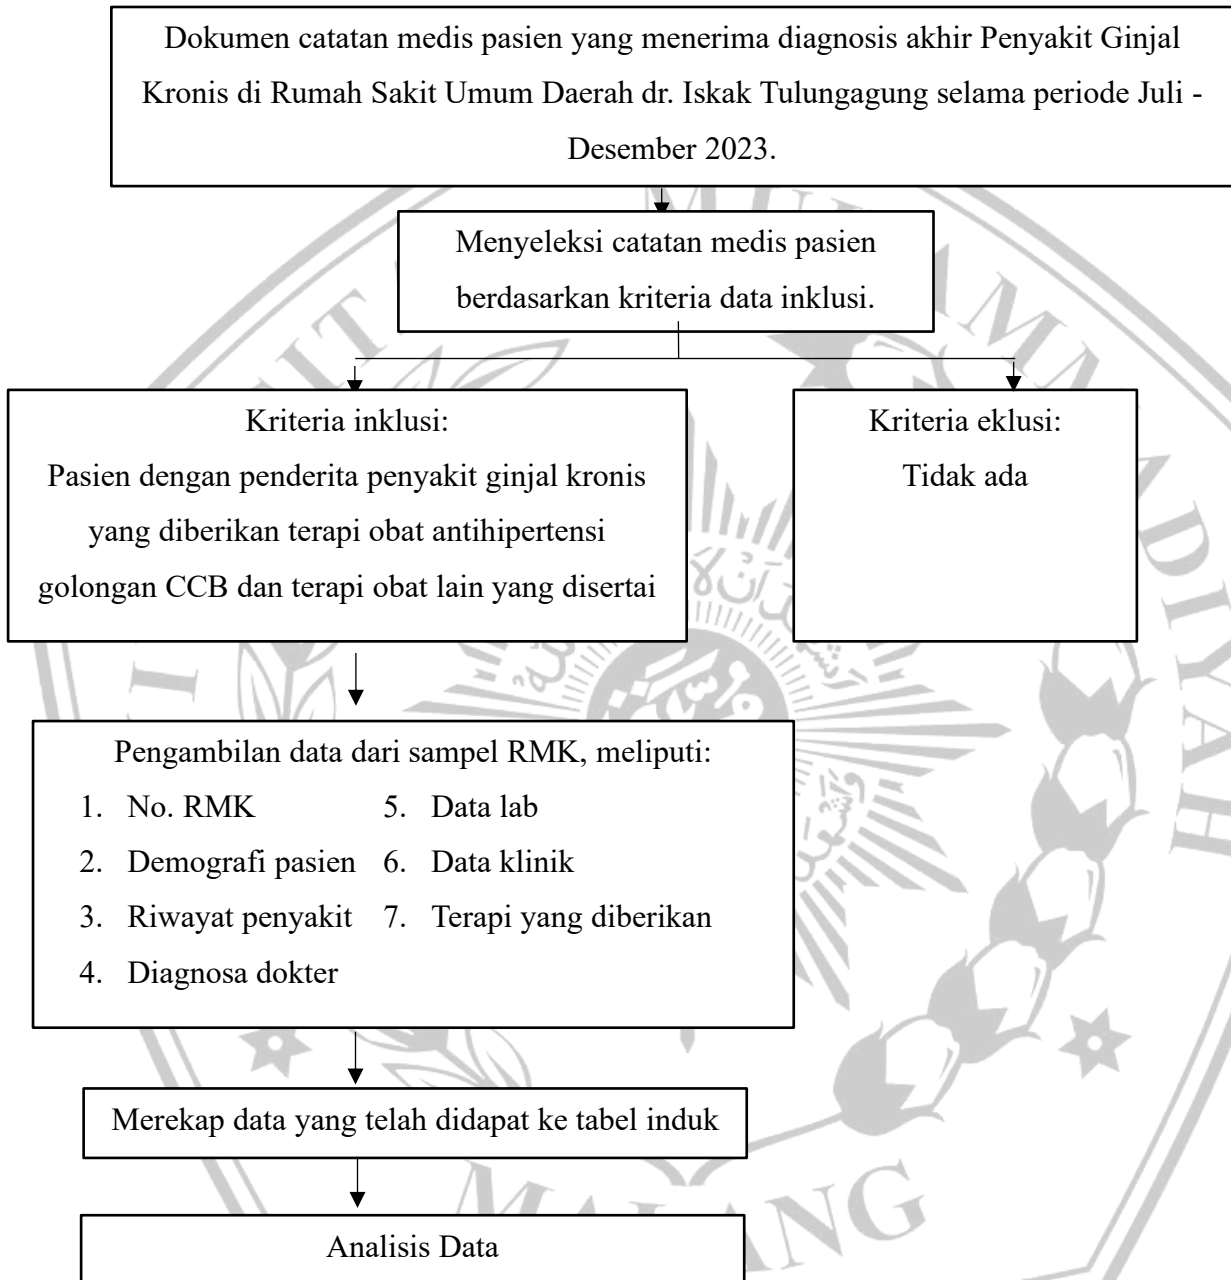 Dokumen catatan medis pasien yang menerima diagnosis akhir Penyakit Ginjal
Kronis di Rumah Sakit Umum Daerah dr. Iskak Tulungagung selama periode Juli -
Desember 2023.
Menyeleksi catatan medis pasien
berdasarkan kriteria data inklusi.
Kriteria inklusi:
Pasien dengan penderita penyakit ginjal kronis
yang diberikan terapi obat antihipertensi
golongan CCB dan terapi obat lain yang disertai
Kriteria eklusi:
Tidak ada
Pengambilan data dari sampel RMK, meliputi:
1. No. RMK
2. Demografi pasien
3. Riwayat penyakit
4. Diagnosa dokter
5. Data lab
6. Data klinik
7. Terapi yang diberikan
Merekap data yang telah didapat ke tabel induk
Analisis Data
MALANG